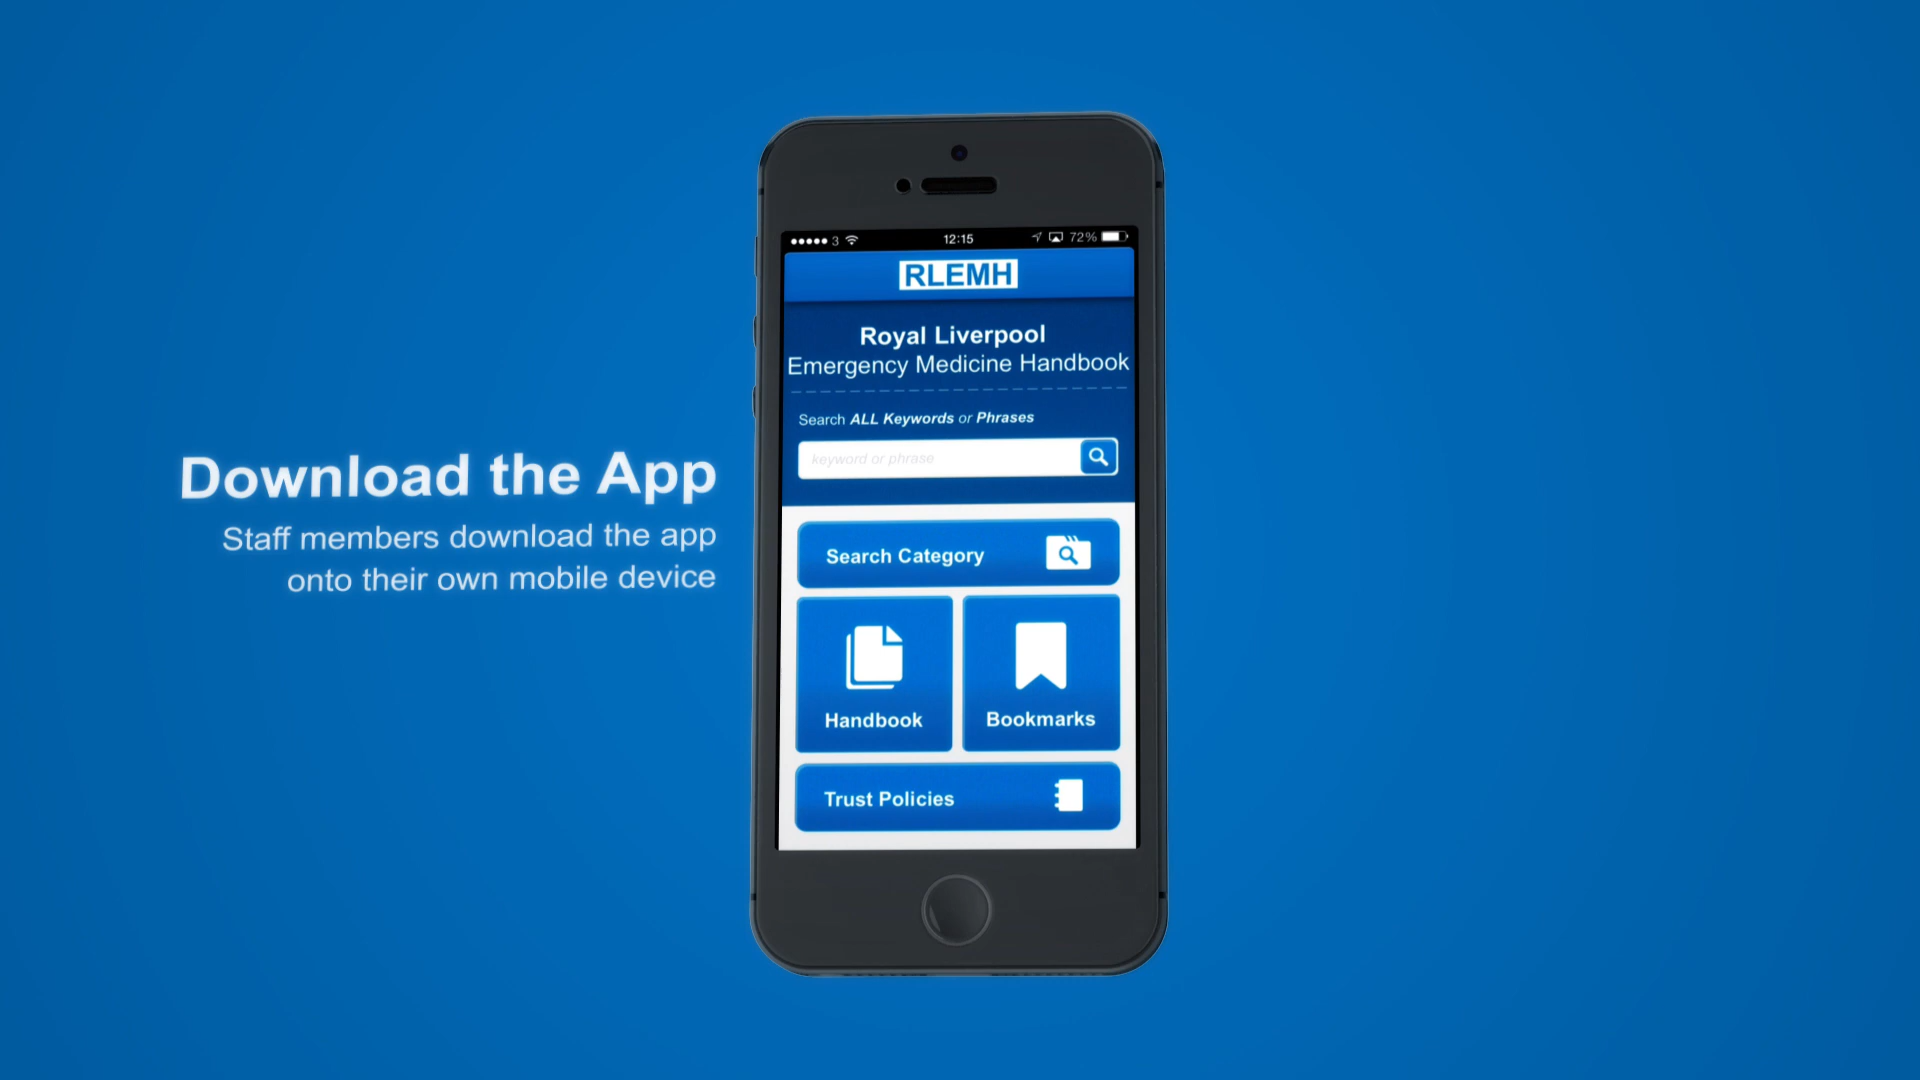 Download the App
Staff members download the app
onto their own mobile device
3 12:15 72%
RLEMH
Royal Liverpool
Emergency Medicine Handbook
Search ALL Keywords or Phrases
keyword or phrase
Search Category
Handbook Bookmarks
Trust Policies